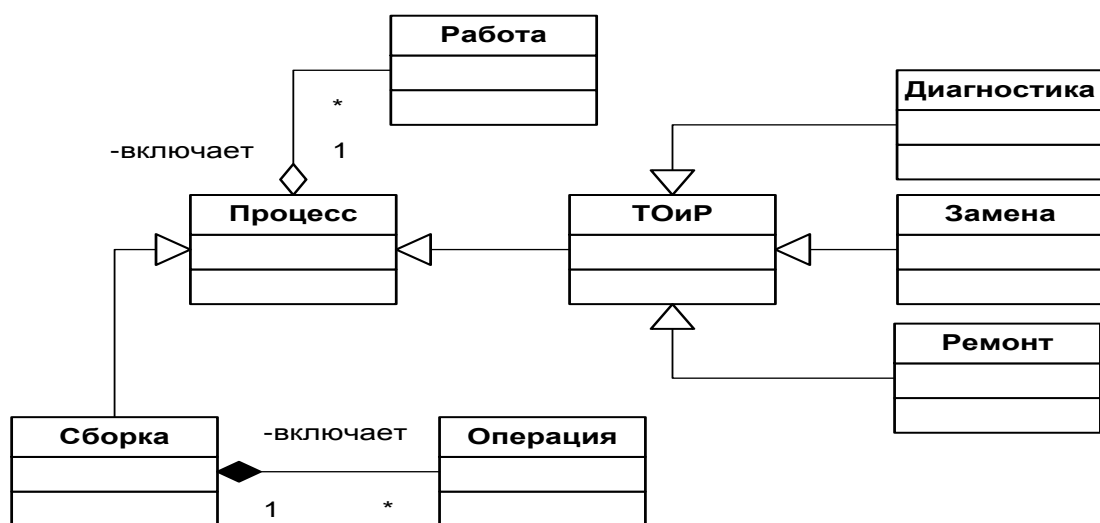 Работа
Диагностика
*
-включает 1
Процесс
ТОиР
Замена
Ремонт
Сборка
-включает
Операция
1 *